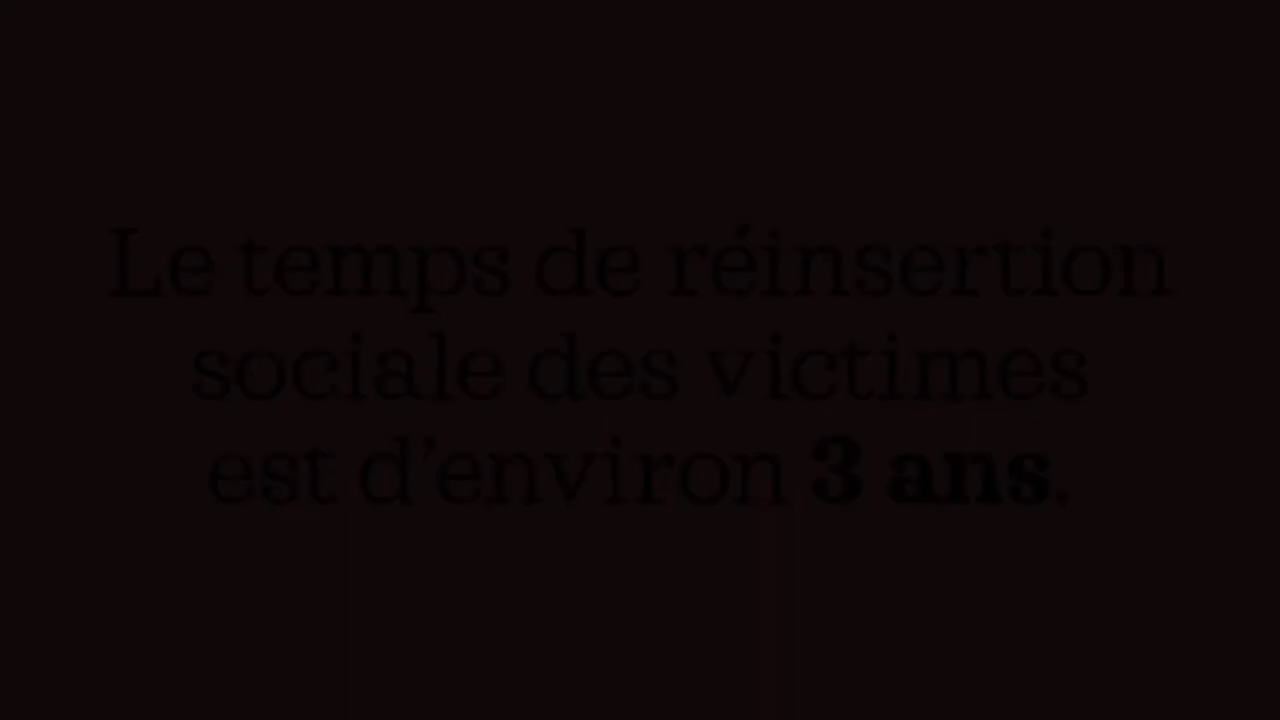 Le temps de réinsertion
sociale des victimes
est d’environ 3 ans.